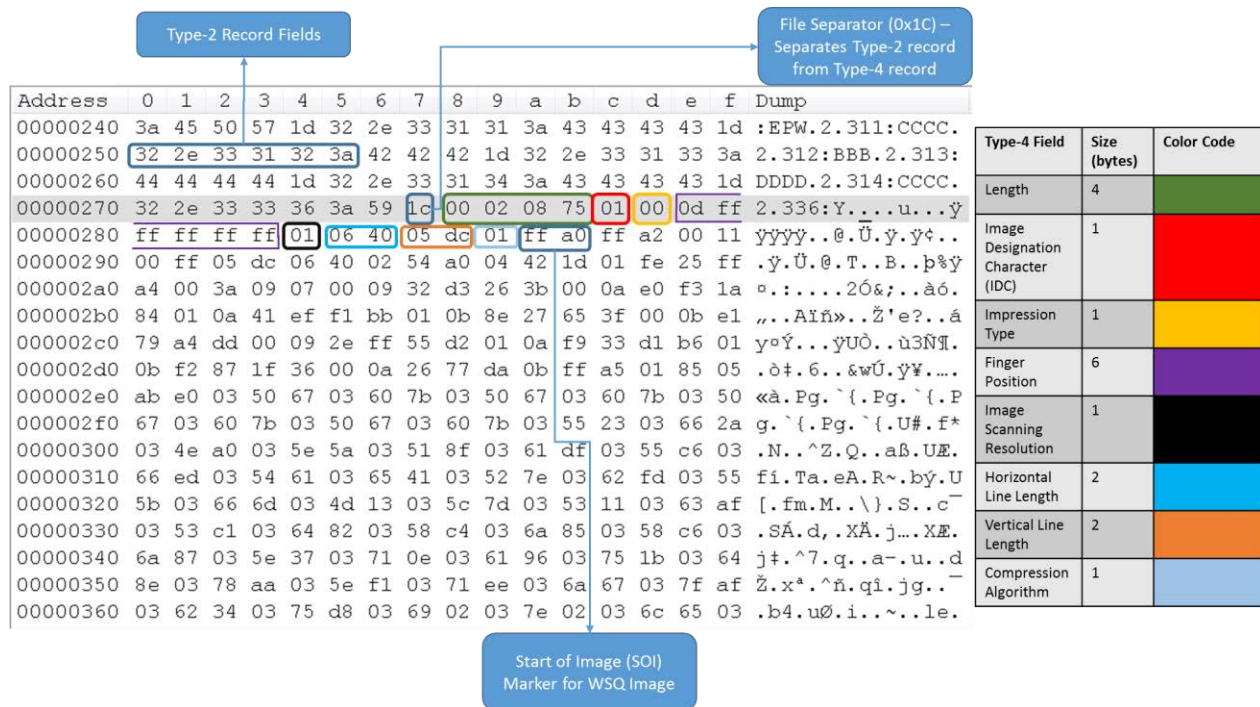 Type-2 Record Fields
File Separator (0x1C) –
Separates Type-2 record
from Type-4 record
Address 0 1 2 3 4 5 6 7 8 9 a b c d e f Dump
00000240 3a 45 50 57 1d 32 2e 33 31 31 3a 43 43 43 43 1d :EPW.2.311:CCCC.
00000250 32 2e 33 31 32 3a 42 42 42 1d 32 2e 33 31 33 3a 2.312:BBB.2.313:
00000260 44 44 44 44 1d 32 2e 33 31 34 3a 43 43 43 43 1d DDDD.2.314:CCCC.
00000270 32 2e 33 33 36 3a 59 1c 00 02 08 75 01 00 0d ff 2.336:Y....u...ÿ
00000280 ff ff ff ff 01 06 40 05 dc 01 ff a0 ff a2 00 11 ÿÿÿÿ..@.Ü.ÿ.ÿ¢..
00000290 00 ff 05 dc 06 40 02 54 a0 04 42 1d 01 fe 25 ff .ÿ.Ü.@.T..B..þ%ÿ
000002a0 a4 00 3a 09 07 00 09 32 d3 26 3b 00 0a e0 f3 1a ¤.:....2Ó&;..àó.
000002b0 84 01 0a 41 ef f1 bb 01 0b 8e 27 65 3f 00 0b e1 „..Aïñ»..Ž'e?..á
000002c0 79 a4 dd 00 09 2e ff 55 d2 01 0a f9 33 d1 b6 01 y¤Ý...ÿUÒ..ù3Ñ¶.
000002d0 0b f2 87 1f 36 00 0a 26 77 da 0b ff a5 01 85 05 .ò‡.6..&wÚ.ÿ¥.….
000002e0 ab e0 03 50 67 03 60 7b 03 50 67 03 60 7b 03 50 «à.Pg.`{.Pg.`{.P
000002f0 67 03 60 7b 03 50 67 03 60 7b 03 55 23 03 66 2a g.`{.Pg.`{.U#.f*
00000300 03 4e a0 03 5e 5a 03 51 8f 03 61 df 03 55 c6 03 .N..^Z.Q..aß.UÆ.
00000310 66 ed 03 54 61 03 65 41 03 52 7e 03 62 fd 03 55 fí.Ta.eA.R~.bý.U
00000320 5b 03 66 6d 03 4d 13 03 5c 7d 03 53 11 03 63 af [.fm.M..\}.S..c¯
00000330 03 53 c1 03 64 82 03 58 c4 03 6a 85 03 58 c6 03 .SÁ.d‚.XÄ.j….XÆ.
00000340 6a 87 03 5e 37 03 71 0e 03 61 96 03 75 1b 03 64 j‡.^7.q..a–.u..d
00000350 8e 03 78 aa 03 5e f1 03 71 ee 03 6a 67 03 7f af Ž.xª.^ñ.qî.jg..¯
00000360 03 62 34 03 75 d8 03 69 02 03 7e 02 03 6c 65 03 .b4.uØ.i..~..le.
Start of Image (SOI)
Marker for WSQ Image
Type-4 Field Size (bytes) Color Code
Length 4
Image Designation Character (IDC) 1
Impression Type 1
Finger Position 6
Image Scanning Resolution 1
Horizontal Line Length 2
Vertical Line Length 2
Compression Algorithm 1